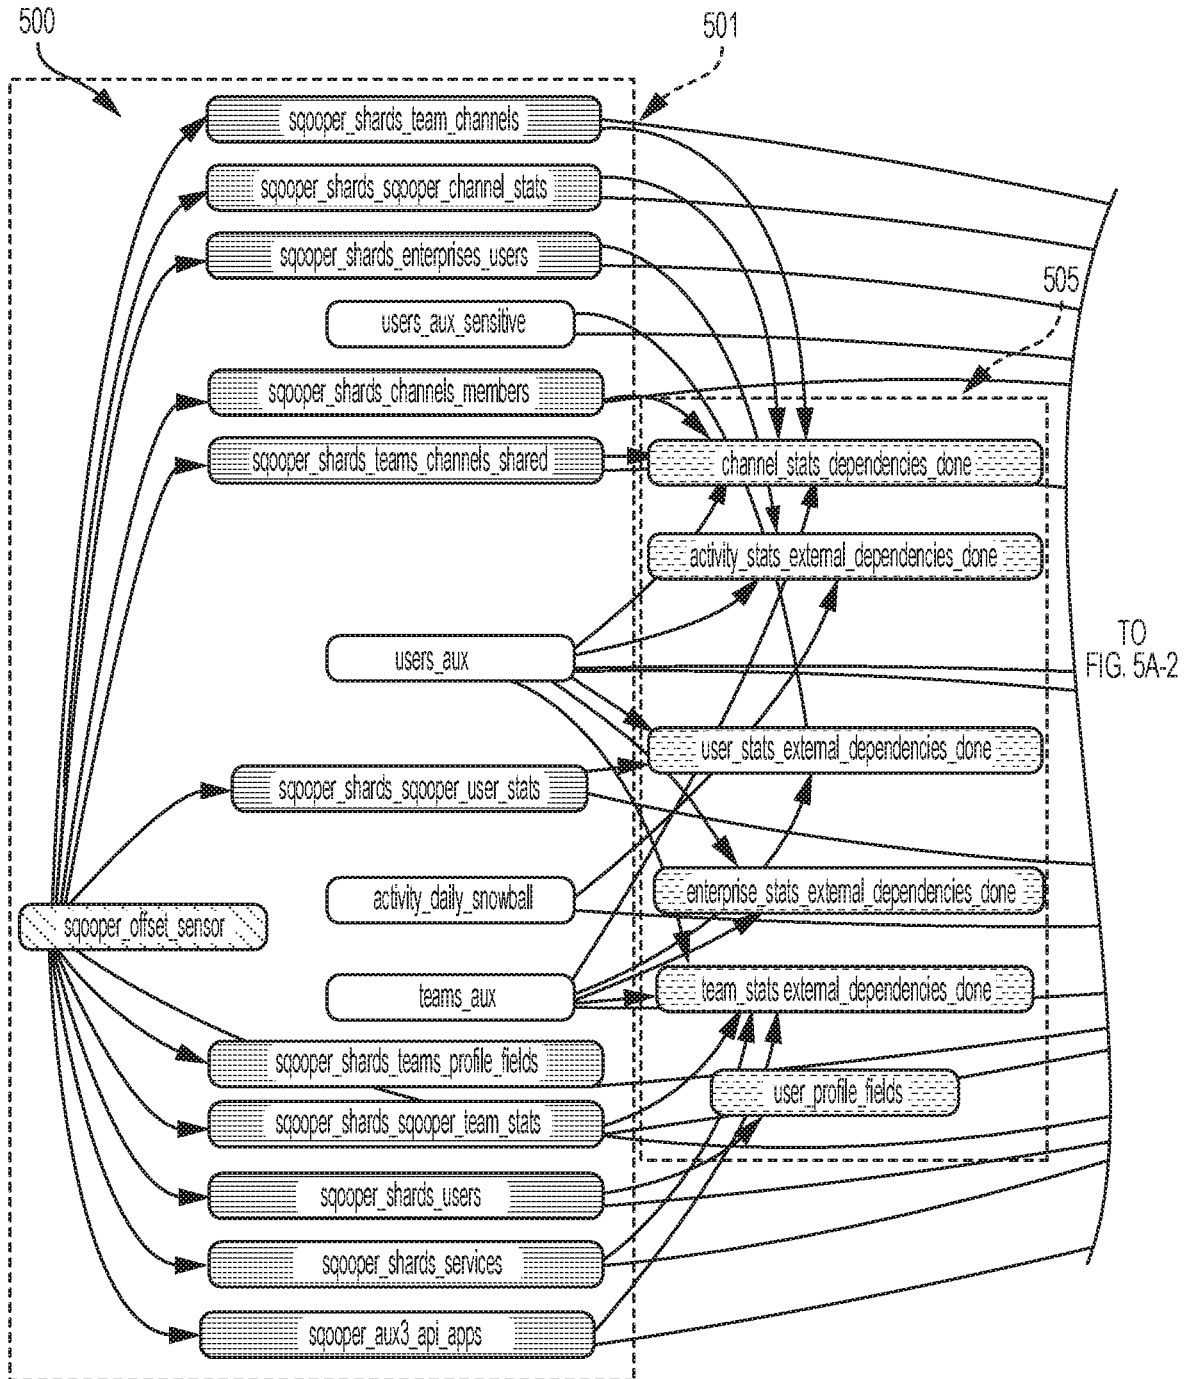 500
501
sqooper_shards_team_channels
sqooper_shards_sqooper_channel_stats
sqooper_shards_enterprises_users
505
users_aux_sensitive
sqooper_shards_channels_members
sqooper_shards_teams_channels_shared
channel_stats_dependencies_done
activity_stats_external_dependencies_done
TO
FIG. 5A-2
users_aux
user_stats_external_dependencies_done
sqooper_shards_sqooper_user_stats
activity_daily_snowball
enterprise_stats_external_dependencies_done
sqooper_offset_sensor
teams_aux
team_stats external_dependencies_done
sqooper_shards_teams_profile_fields
user_profile_fields
sqooper_shards_sqooper_team_stats
sqooper_shards_users
sqooper_shards_services
sqooper_aux3_api_apps